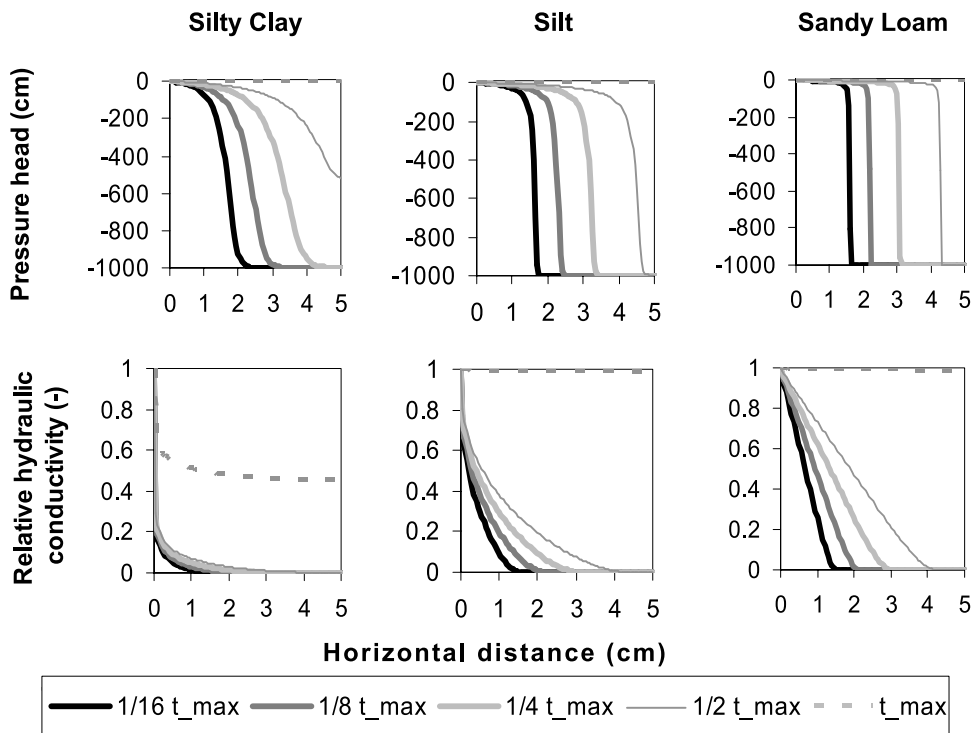 Silty Clay Silt Sandy Loam
Pressure head (cm)
0 0 0
-200 -200 -200
-400 -400 -400
-600 -600 -600
-800 -800 -800
-1000 -1000 -1000
0 1 2 3 4 5 0 1 2 3 4 5 0 1 2 3 4 5
Relative hydraulic
conductivity (-)
1 1 1
0.8 0.8 0.8
0.6 0.6 0.6
0.4 0.4 0.4
0.2 0.2 0.2
0 0 0
0 1 2 3 4 5 0 1 2 3 4 5 0 1 2 3 4 5
Horizontal distance (cm)
1/16 t_max 1/8 t_max 1/4 t_max 1/2 t_max t_max